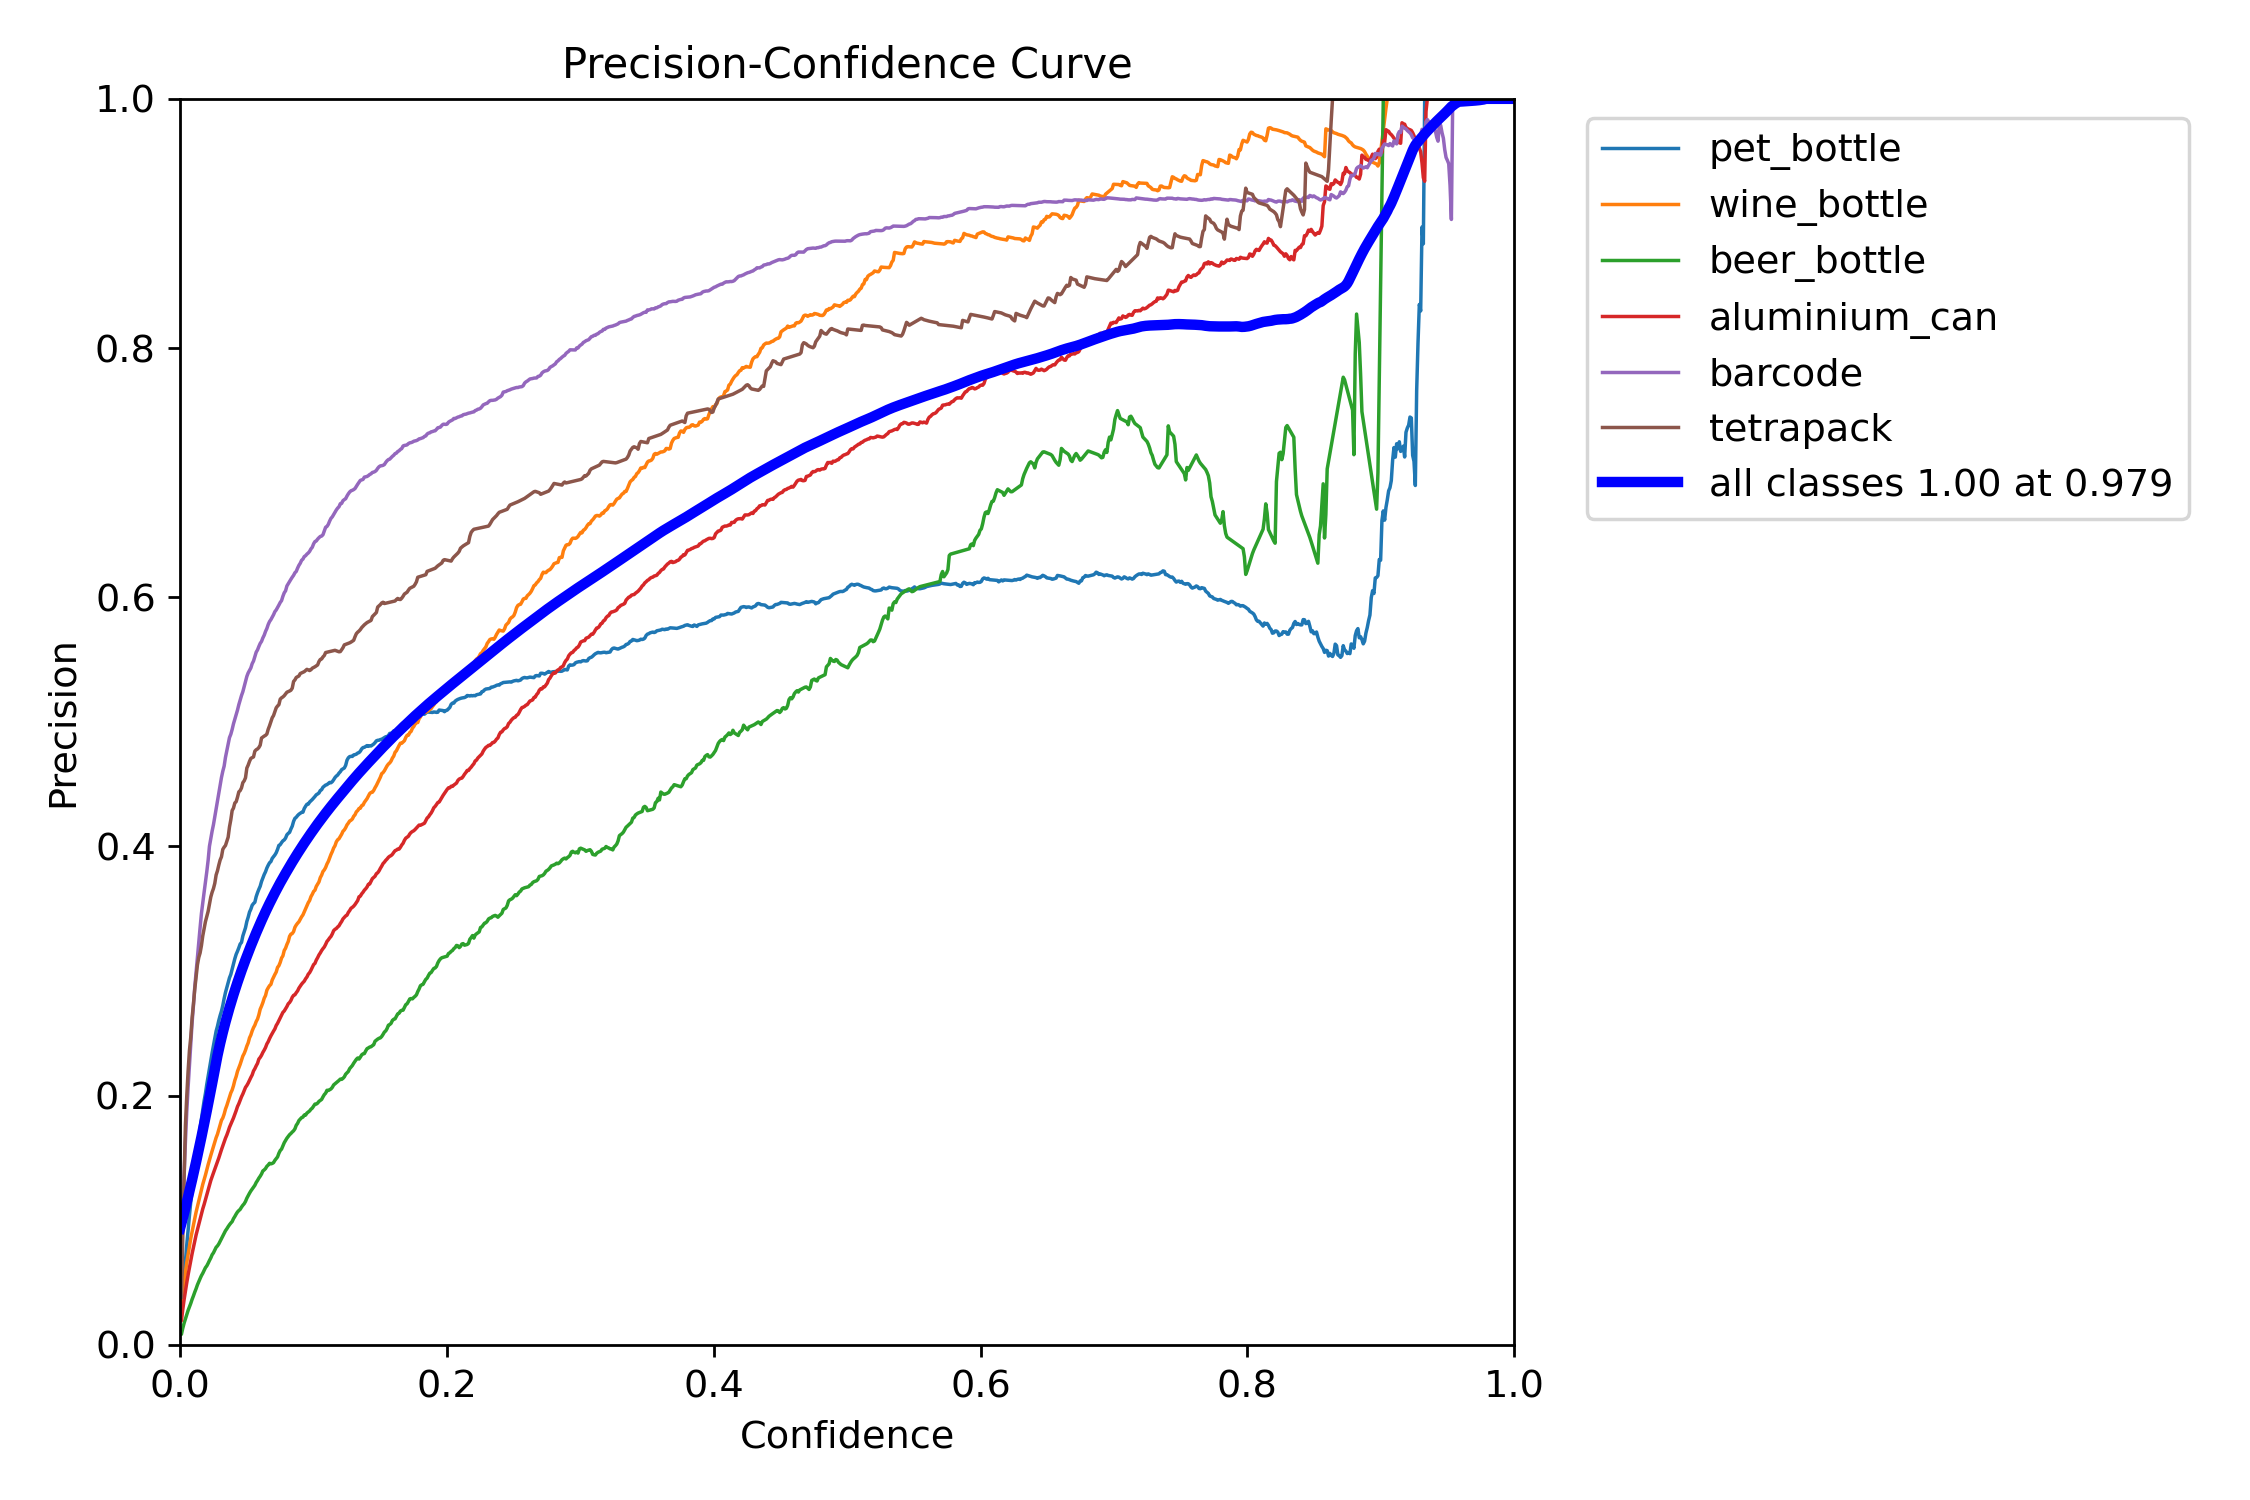 Precision-Confidence Curve
1.0
0.8
0.6
0.4
0.2
0.0
Precision
0.0 0.2 0.4 0.6 0.8 1.0
Confidence
pet_bottle
wine_bottle
beer_bottle
aluminium_can
barcode
tetrapack
all classes 1.00 at 0.979